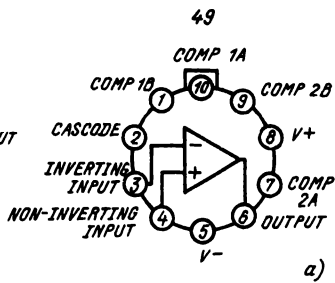 49
COMP 1A
COMP 1B
10
COMP 2B
1
9
UT
CASCODE
2
8
V+
INVERTING
INPUT
3
−
+
7
COMP
2A
NON-INVERTING
INPUT
4
5
6
OUTPUT
V−
a)